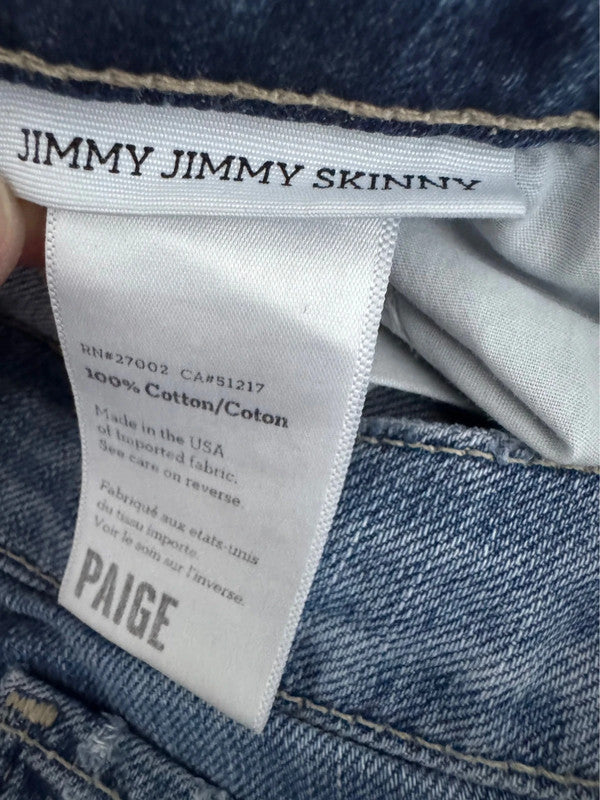 JIMMY JIMMY SKINNY
RN#27002 CA#51217
100% Cotton/Coton
Made in the USA
of imported fabric.
See care on reverse.
Fabriqué aux etats-unis
du tissu importe.
Voir le soin sur l'inverse.
PAIGE